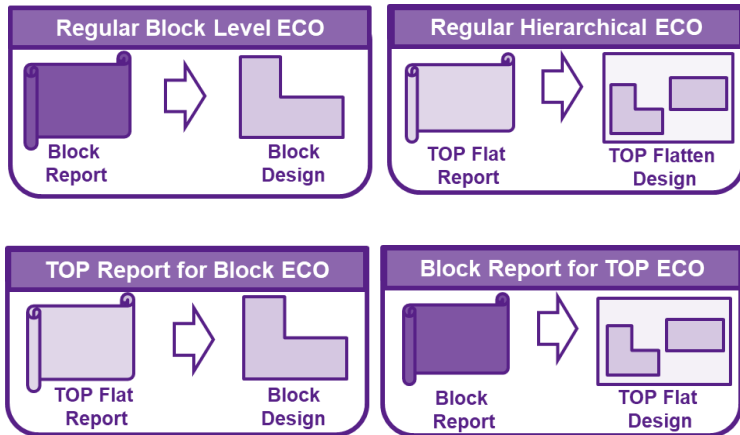 Regular Block Level ECO
Block
Report
Block
Design
Regular Hierarchical ECO
TOP Flat
Report
TOP Flatten
Design
TOP Report for Block ECO
TOP Flat
Report
Block
Design
Block Report for TOP ECO
Block
Report
TOP Flat
Design